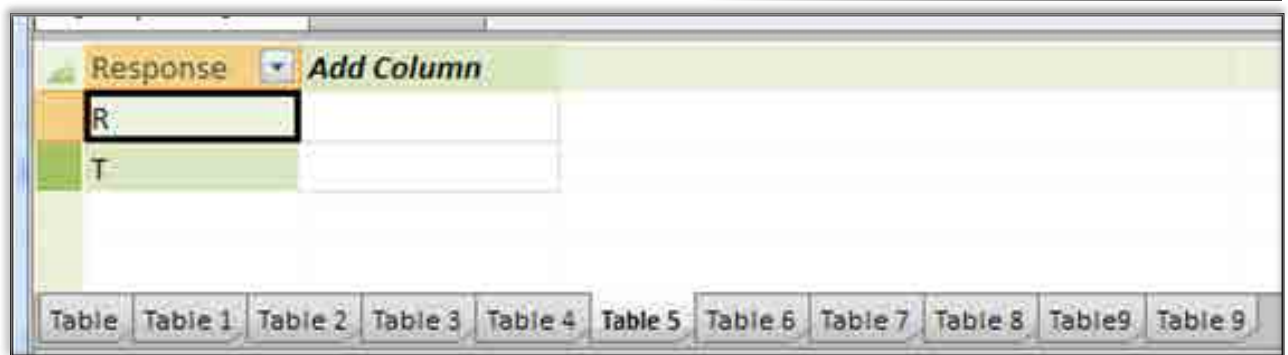 Response Add Column
R
T
Table Table 1 Table 2 Table 3 Table 4 Table 5 Table 6 Table 7 Table 8 Table9 Table 9